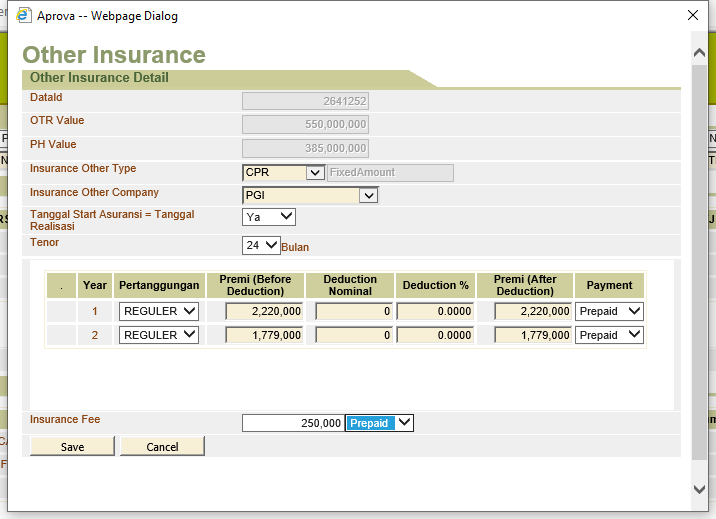 Aprova -- Webpage Dialog
Other Insurance
Other Insurance Detail
DataId 2641252
OTR Value 550,000,000
PH Value 385,000,000
Insurance Other Type CPR FixedAmount
Insurance Other Company PGI
Tanggal Start Asuransi = Tanggal Realisasi Ya
Tenor 24 Bulan
. Year Pertanggungan Premi (Before Deduction) Deduction Nominal Deduction % Premi (After Deduction) Payment
1 REGULER 2,220,000 0 0.0000 2,220,000 Prepaid
2 REGULER 1,779,000 0 0.0000 1,779,000 Prepaid
Insurance Fee 250,000 Prepaid
Save Cancel